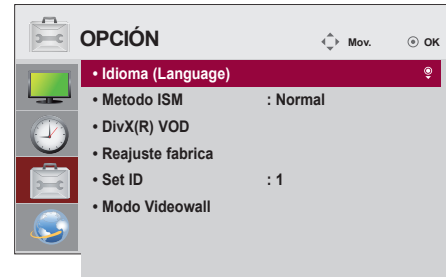 OPCIÓN Mov. OK
• Idioma (Language)
• Metodo ISM : Normal
• DivX(R) VOD
• Reajuste fabrica
• Set ID : 1
• Modo Videowall